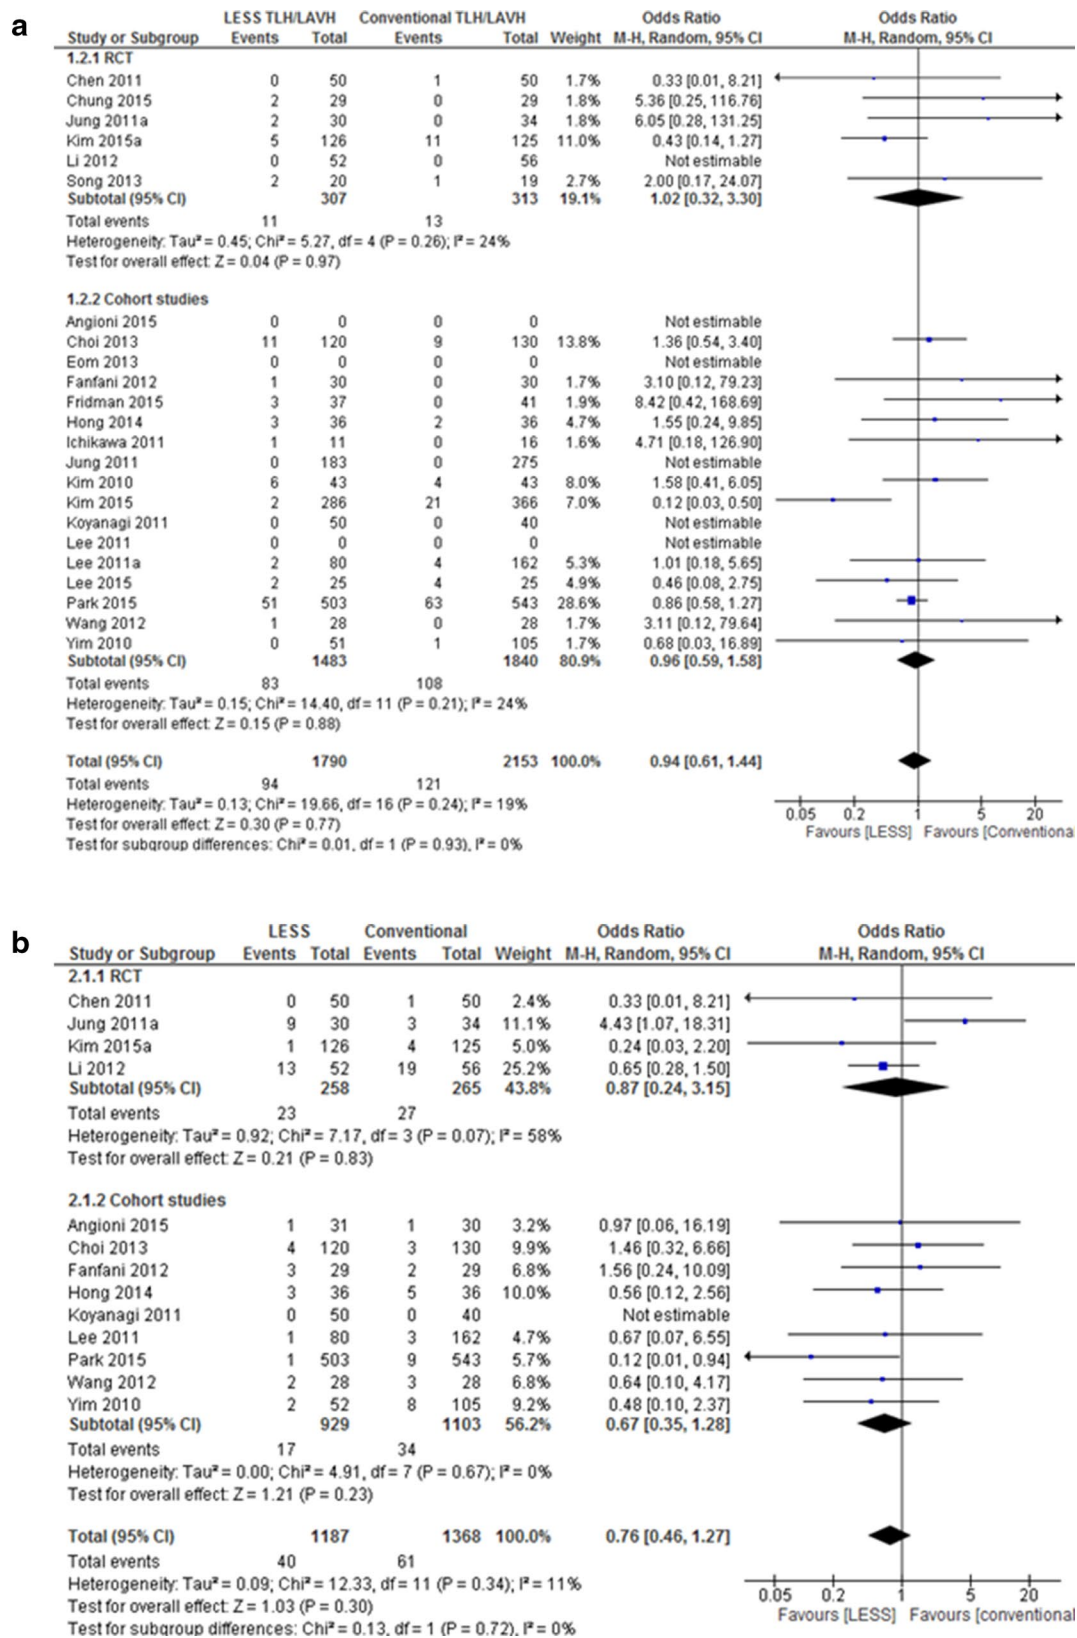 a
LESS TLH/LAVH Conventional TLH/LAVH Odds Ratio Odds Ratio
Study or Subgroup Events Total Events Total Weight M-H, Random, 95% CI M-H, Random, 95% CI
1.2.1 RCT
Chen 2011 0 50 1 50 1.7% 0.33 [0.01, 8.21]
Chung 2015 2 29 0 29 1.8% 5.36 [0.25, 116.76]
Jung 2011a 2 30 0 34 1.8% 6.05 [0.28, 131.25]
Kim 2015a 5 126 11 125 11.0% 0.43 [0.14, 1.27]
Li 2012 0 52 0 56 Not estimable
Song 2013 2 20 1 19 2.7% 2.00 [0.17, 24.07]
Subtotal (95% CI) 307 313 19.1% 1.02 [0.32, 3.30]
Total events 11 13
Heterogeneity: Tau² = 0.45; Chi² = 5.27, df = 4 (P = 0.26); I² = 24%
Test for overall effect: Z = 0.04 (P = 0.97)
1.2.2 Cohort studies
Angioni 2015 0 0 0 0 Not estimable
Choi 2013 11 120 9 130 13.8% 1.36 [0.54, 3.40]
Eom 2013 0 0 0 0 Not estimable
Fanfani 2012 1 30 0 30 1.7% 3.10 [0.12, 79.23]
Fridman 2015 3 37 0 41 1.9% 8.42 [0.42, 168.69]
Hong 2014 3 36 2 36 4.7% 1.55 [0.24, 9.85]
Ichikawa 2011 1 11 0 16 1.6% 4.71 [0.18, 126.90]
Jung 2011 0 183 0 275 Not estimable
Kim 2010 6 43 4 43 8.0% 1.58 [0.41, 6.05]
Kim 2015 2 286 21 366 7.0% 0.12 [0.03, 0.50]
Koyanagi 2011 0 50 0 40 Not estimable
Lee 2011 0 0 0 0 Not estimable
Lee 2011a 2 80 4 162 5.3% 1.01 [0.18, 5.65]
Lee 2015 2 25 4 25 4.9% 0.46 [0.08, 2.75]
Park 2015 51 503 63 543 28.6% 0.86 [0.58, 1.27]
Wang 2012 1 28 0 28 1.7% 3.11 [0.12, 79.64]
Yim 2010 0 51 1 105 1.7% 0.68 [0.03, 16.89]
Subtotal (95% CI) 1483 1840 80.9% 0.96 [0.59, 1.58]
Total events 83 108
Heterogeneity: Tau² = 0.15; Chi² = 14.40, df = 11 (P = 0.21); I² = 24%
Test for overall effect: Z = 0.15 (P = 0.88)
Total (95% CI) 1790 2153 100.0% 0.94 [0.61, 1.44]
Total events 94 121
Heterogeneity: Tau² = 0.13; Chi² = 19.66, df = 16 (P = 0.24); I² = 19%
Test for overall effect: Z = 0.30 (P = 0.77)
Test for subgroup differences: Chi² = 0.01, df = 1 (P = 0.93), I² = 0%
0.05 0.2 1 5 20
Favours [LESS] Favours [Conventional
b
LESS Conventional Odds Ratio Odds Ratio
Study or Subgroup Events Total Events Total Weight M-H, Random, 95% CI M-H, Random, 95% CI
2.1.1 RCT
Chen 2011 0 50 1 50 2.4% 0.33 [0.01, 8.21]
Jung 2011a 9 30 3 34 11.1% 4.43 [1.07, 18.31]
Kim 2015a 1 126 4 125 5.0% 0.24 [0.03, 2.20]
Li 2012 13 52 19 56 25.2% 0.65 [0.28, 1.50]
Subtotal (95% CI) 258 265 43.8% 0.87 [0.24, 3.15]
Total events 23 27
Heterogeneity: Tau² = 0.92; Chi² = 7.17, df = 3 (P = 0.07); I² = 58%
Test for overall effect: Z = 0.21 (P = 0.83)
2.1.2 Cohort studies
Angioni 2015 1 31 1 30 3.2% 0.97 [0.06, 16.19]
Choi 2013 4 120 3 130 9.9% 1.46 [0.32, 6.66]
Fanfani 2012 3 29 2 29 6.8% 1.56 [0.24, 10.09]
Hong 2014 3 36 5 36 10.0% 0.56 [0.12, 2.56]
Koyanagi 2011 0 50 0 40 Not estimable
Lee 2011 1 80 3 162 4.7% 0.67 [0.07, 6.55]
Park 2015 1 503 9 543 5.7% 0.12 [0.01, 0.94]
Wang 2012 2 28 3 28 6.8% 0.64 [0.10, 4.17]
Yim 2010 2 52 8 105 9.2% 0.48 [0.10, 2.37]
Subtotal (95% CI) 929 1103 56.2% 0.67 [0.35, 1.28]
Total events 17 34
Heterogeneity: Tau² = 0.00; Chi² = 4.91, df = 7 (P = 0.67); I² = 0%
Test for overall effect: Z = 1.21 (P = 0.23)
Total (95% CI) 1187 1368 100.0% 0.76 [0.46, 1.27]
Total events 40 61
Heterogeneity: Tau² = 0.09; Chi² = 12.33, df = 11 (P = 0.34); I² = 11%
Test for overall effect: Z = 1.03 (P = 0.30)
Test for subgroup differences: Chi² = 0.13, df = 1 (P = 0.72), I² = 0%
0.05 0.2 1 5 20
Favours [LESS] Favours [conventional